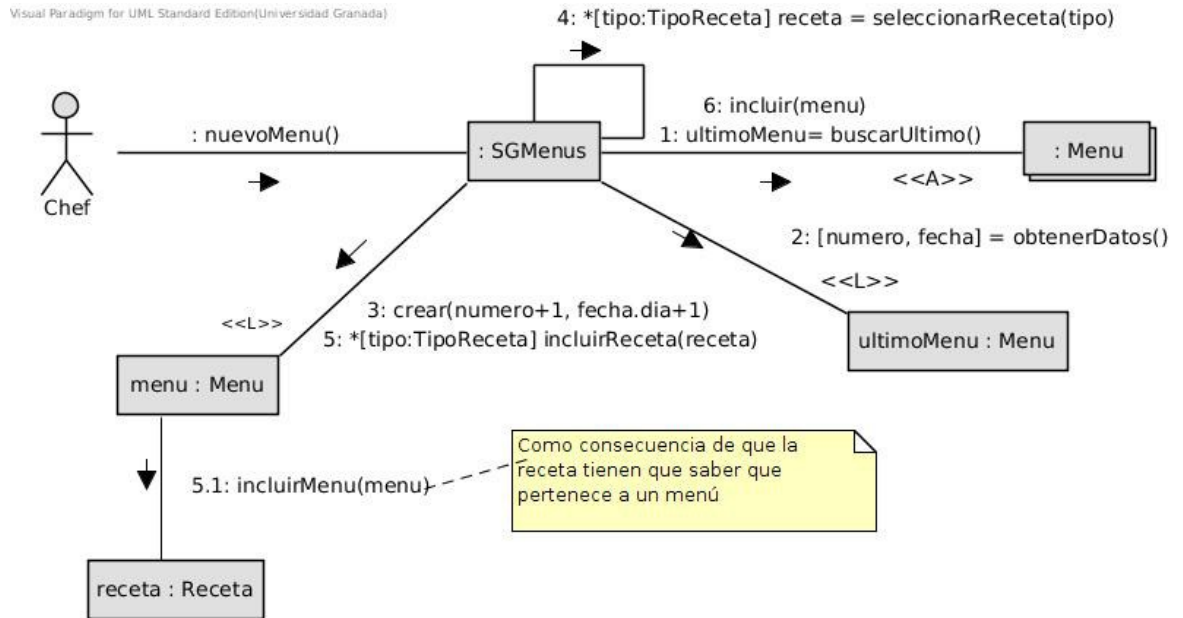 Visual Paradigm for UML Standard Edition(Universidad Granada)
4: *[tipo:TipoReceta] receta = seleccionarReceta(tipo)
6: incluir(menu)
: nuevoMenu()
1: ultimoMenu= buscarUltimo()
: SGMenus
: Menu
<<A>>
Chef
2: [numero, fecha] = obtenerDatos()
<<L>>
3: crear(numero+1, fecha.dia+1)
<<L>>
5: *[tipo:TipoReceta] incluirReceta(receta)
ultimoMenu : Menu
menu : Menu
Como consecuencia de que la
receta tienen que saber que
pertenece a un menú
5.1: incluirMenu(menu)
receta : Receta